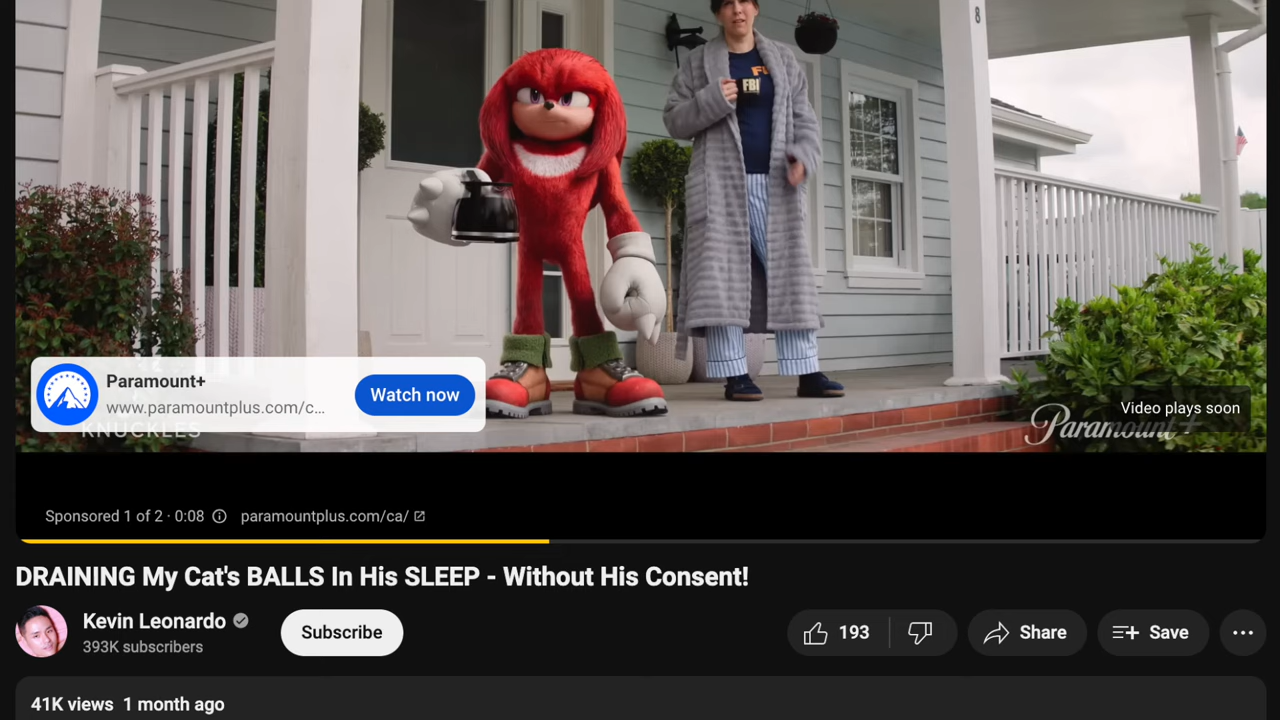 8
FBI
Paramount+
www.paramountplus.com/c...
Watch now
KNUCKLES
Video plays soon
Paramount+
Sponsored 1 of 2 · 0:08
paramountplus.com/ca/
DRAINING My Cat's BALLS In His SLEEP - Without His Consent!
Kevin Leonardo
393K subscribers
Subscribe
193
Share
Save
41K views 1 month ago